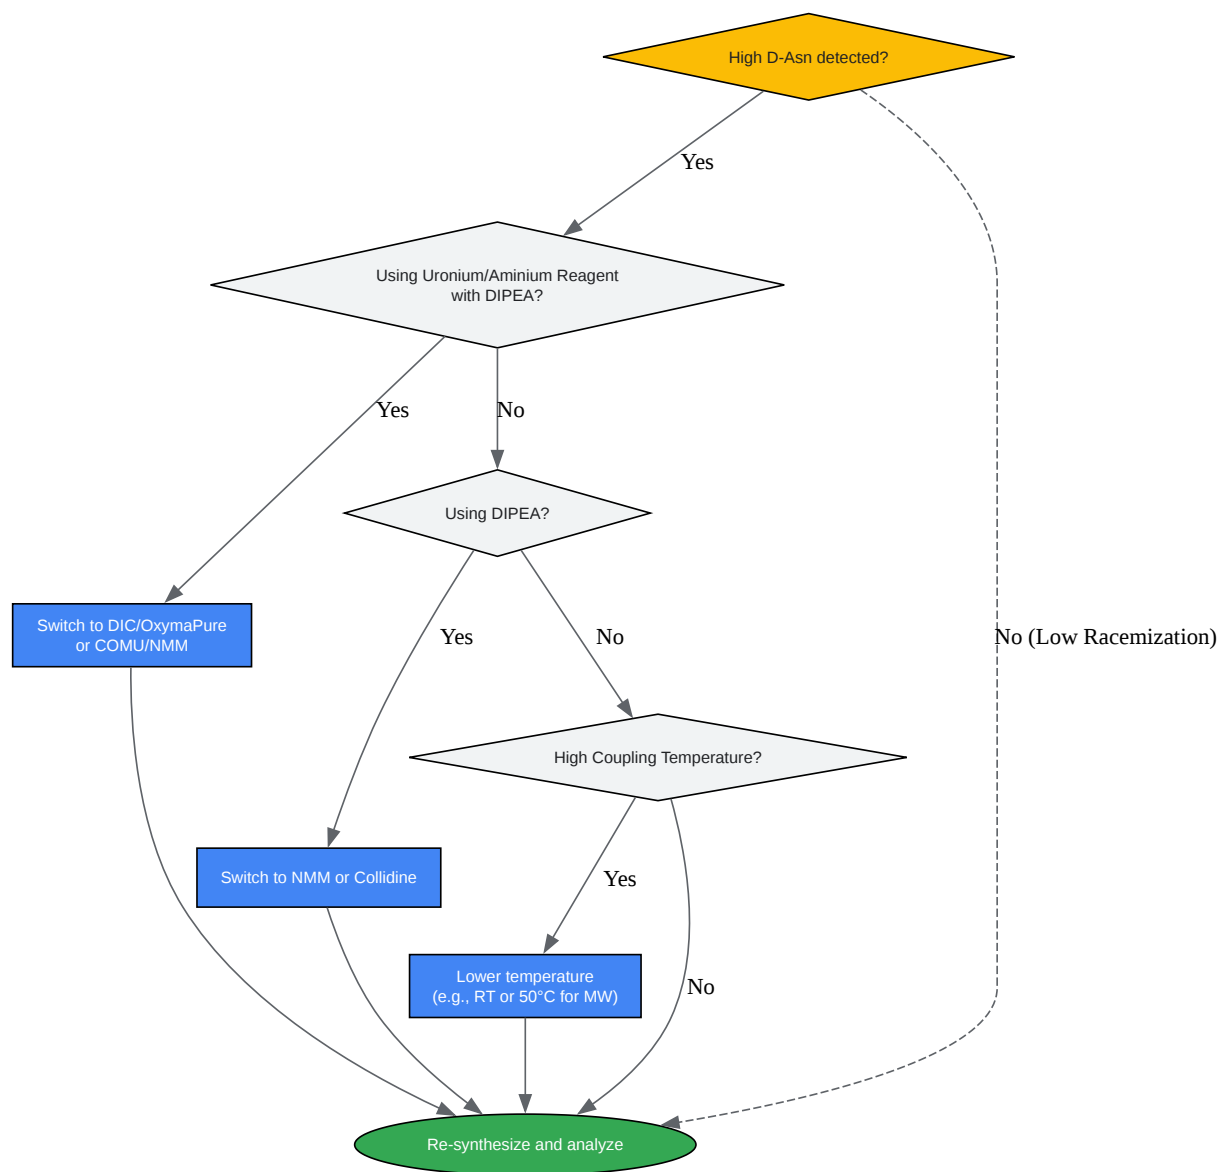 High D-Asn detected?
Yes
Using Uronium/Aminium Reagent
with DIPEA?
Yes
No
Using DIPEA?
Switch to DIC/OxymaPure
or COMU/NMM
Yes
No
No (Low Racemization)
High Coupling Temperature?
Switch to NMM or Collidine
Yes
Lower temperature
(e.g., RT or 50°C for MW)
No
Re-synthesize and analyze